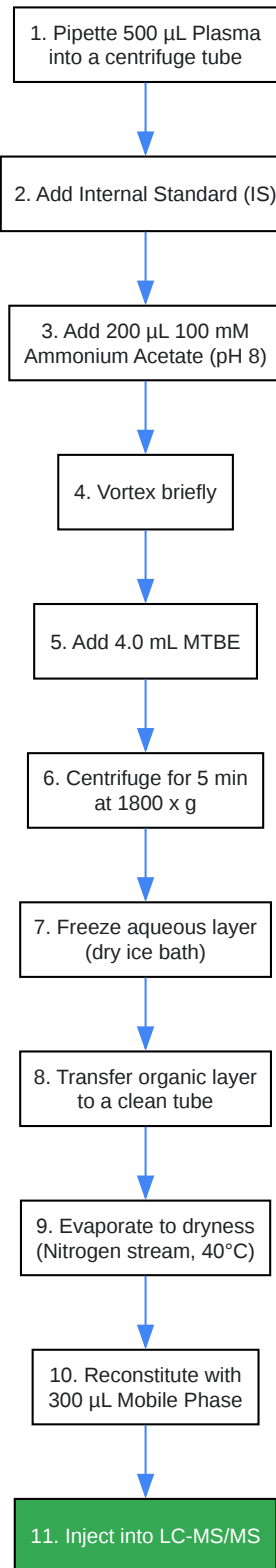 1. Pipette 500 µL Plasma
into a centrifuge tube
2. Add Internal Standard (IS)
3. Add 200 µL 100 mM
Ammonium Acetate (pH 8)
4. Vortex briefly
5. Add 4.0 mL MTBE
6. Centrifuge for 5 min
at 1800 x g
7. Freeze aqueous layer
(dry ice bath)
8. Transfer organic layer
to a clean tube
9. Evaporate to dryness
(Nitrogen stream, 40°C)
10. Reconstitute with
300 µL Mobile Phase
11. Inject into LC-MS/MS